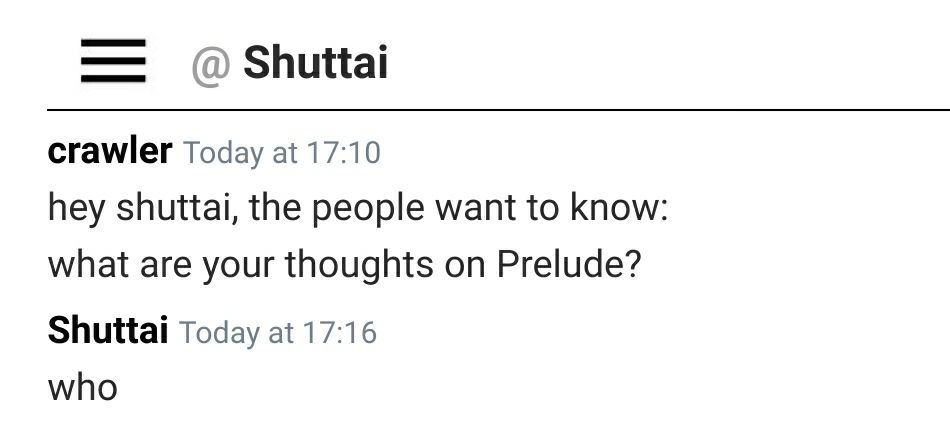 @ Shuttai
crawler Today at 17:10
hey shuttai, the people want to know:
what are your thoughts on Prelude?
Shuttai Today at 17:16
who